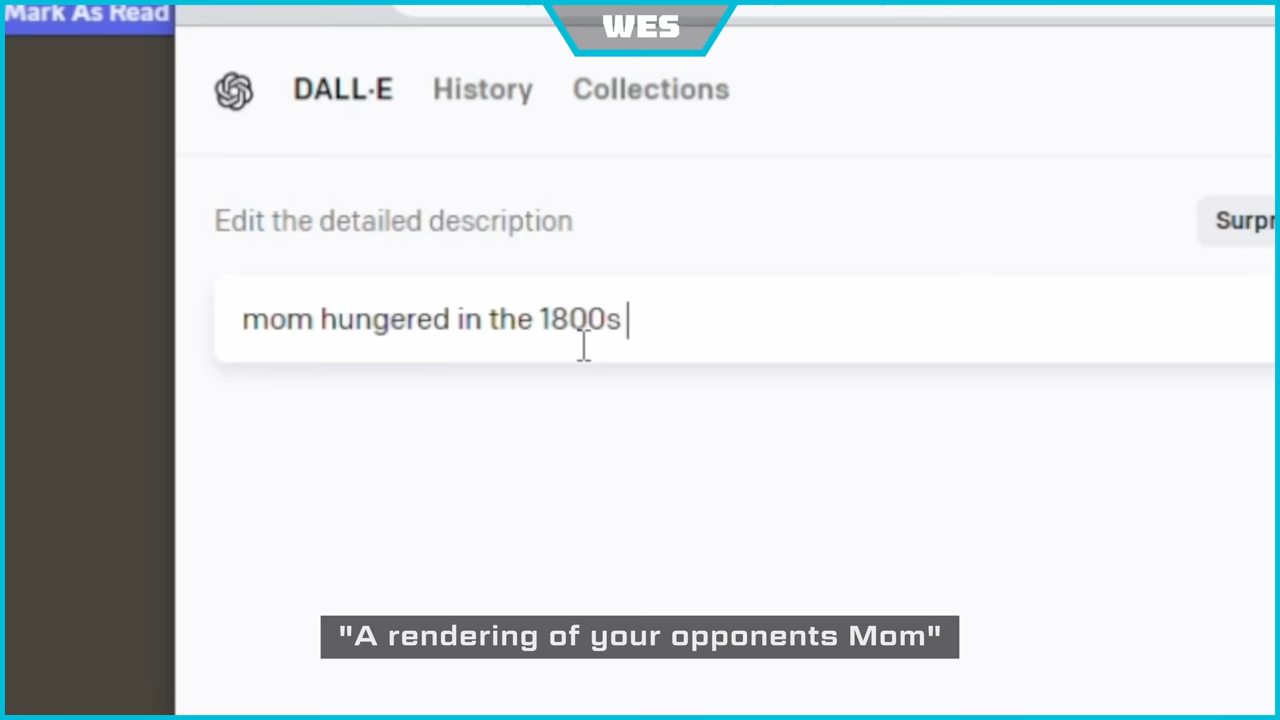 Mark As Read
WES
DALL·E History Collections
Edit the detailed description
Surpr
mom hungered in the 1800s
"A rendering of your opponents Mom"